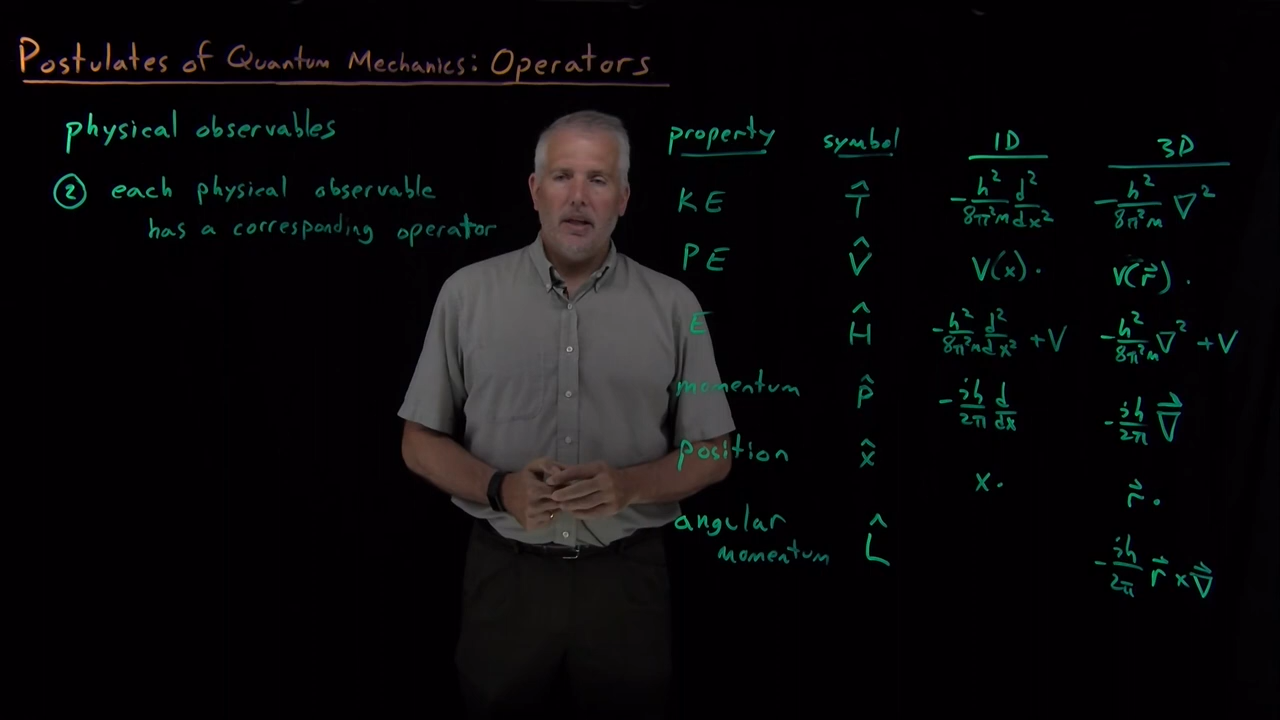 Postulates of Quantum Mechanics: Operators
physical observables
② each physical observable
has a corresponding operator
property symbol 1D 3D
KE T̂ -h²/8π²m d²/dx² -h²/8π²m ∇²
PE V̂ V(x)· V(r⃗)·
E Ĥ -h²/8π²m d²/dx² +V -h²/8π²m ∇² +V
momentum p̂ -ih/2π d/dx -ih/2π ∇⃗
position x̂ x· r⃗·
angular
momentum L̂ -ih/2π r⃗ x ∇⃗